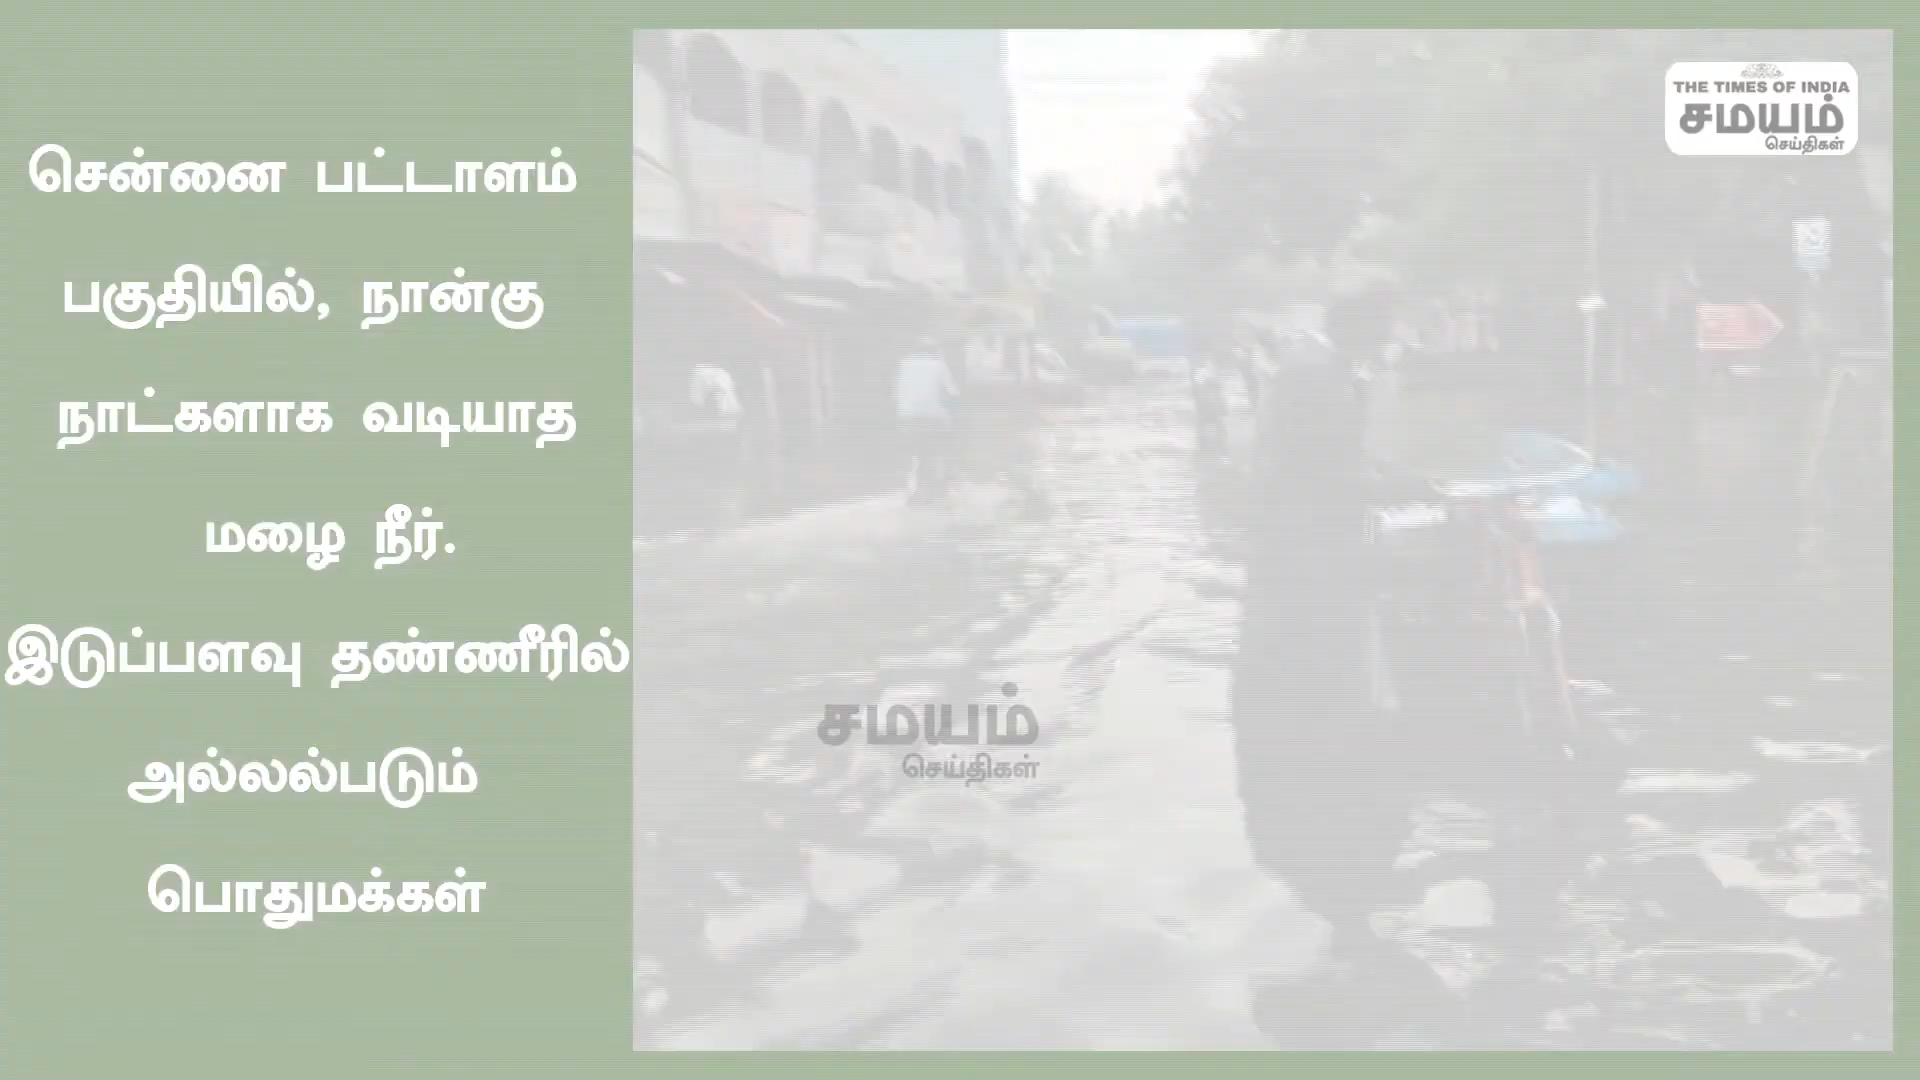 சென்னை பட்டாளம்
பகுதியில், நான்கு
நாட்களாக வடியாத
மழை நீர்.
இடுப்பளவு தண்ணீரில்
அல்லல்படும்
பொதுமக்கள்
THE TIMES OF INDIA
சமயம்
செய்திகள்
சமயம்
செய்திகள்